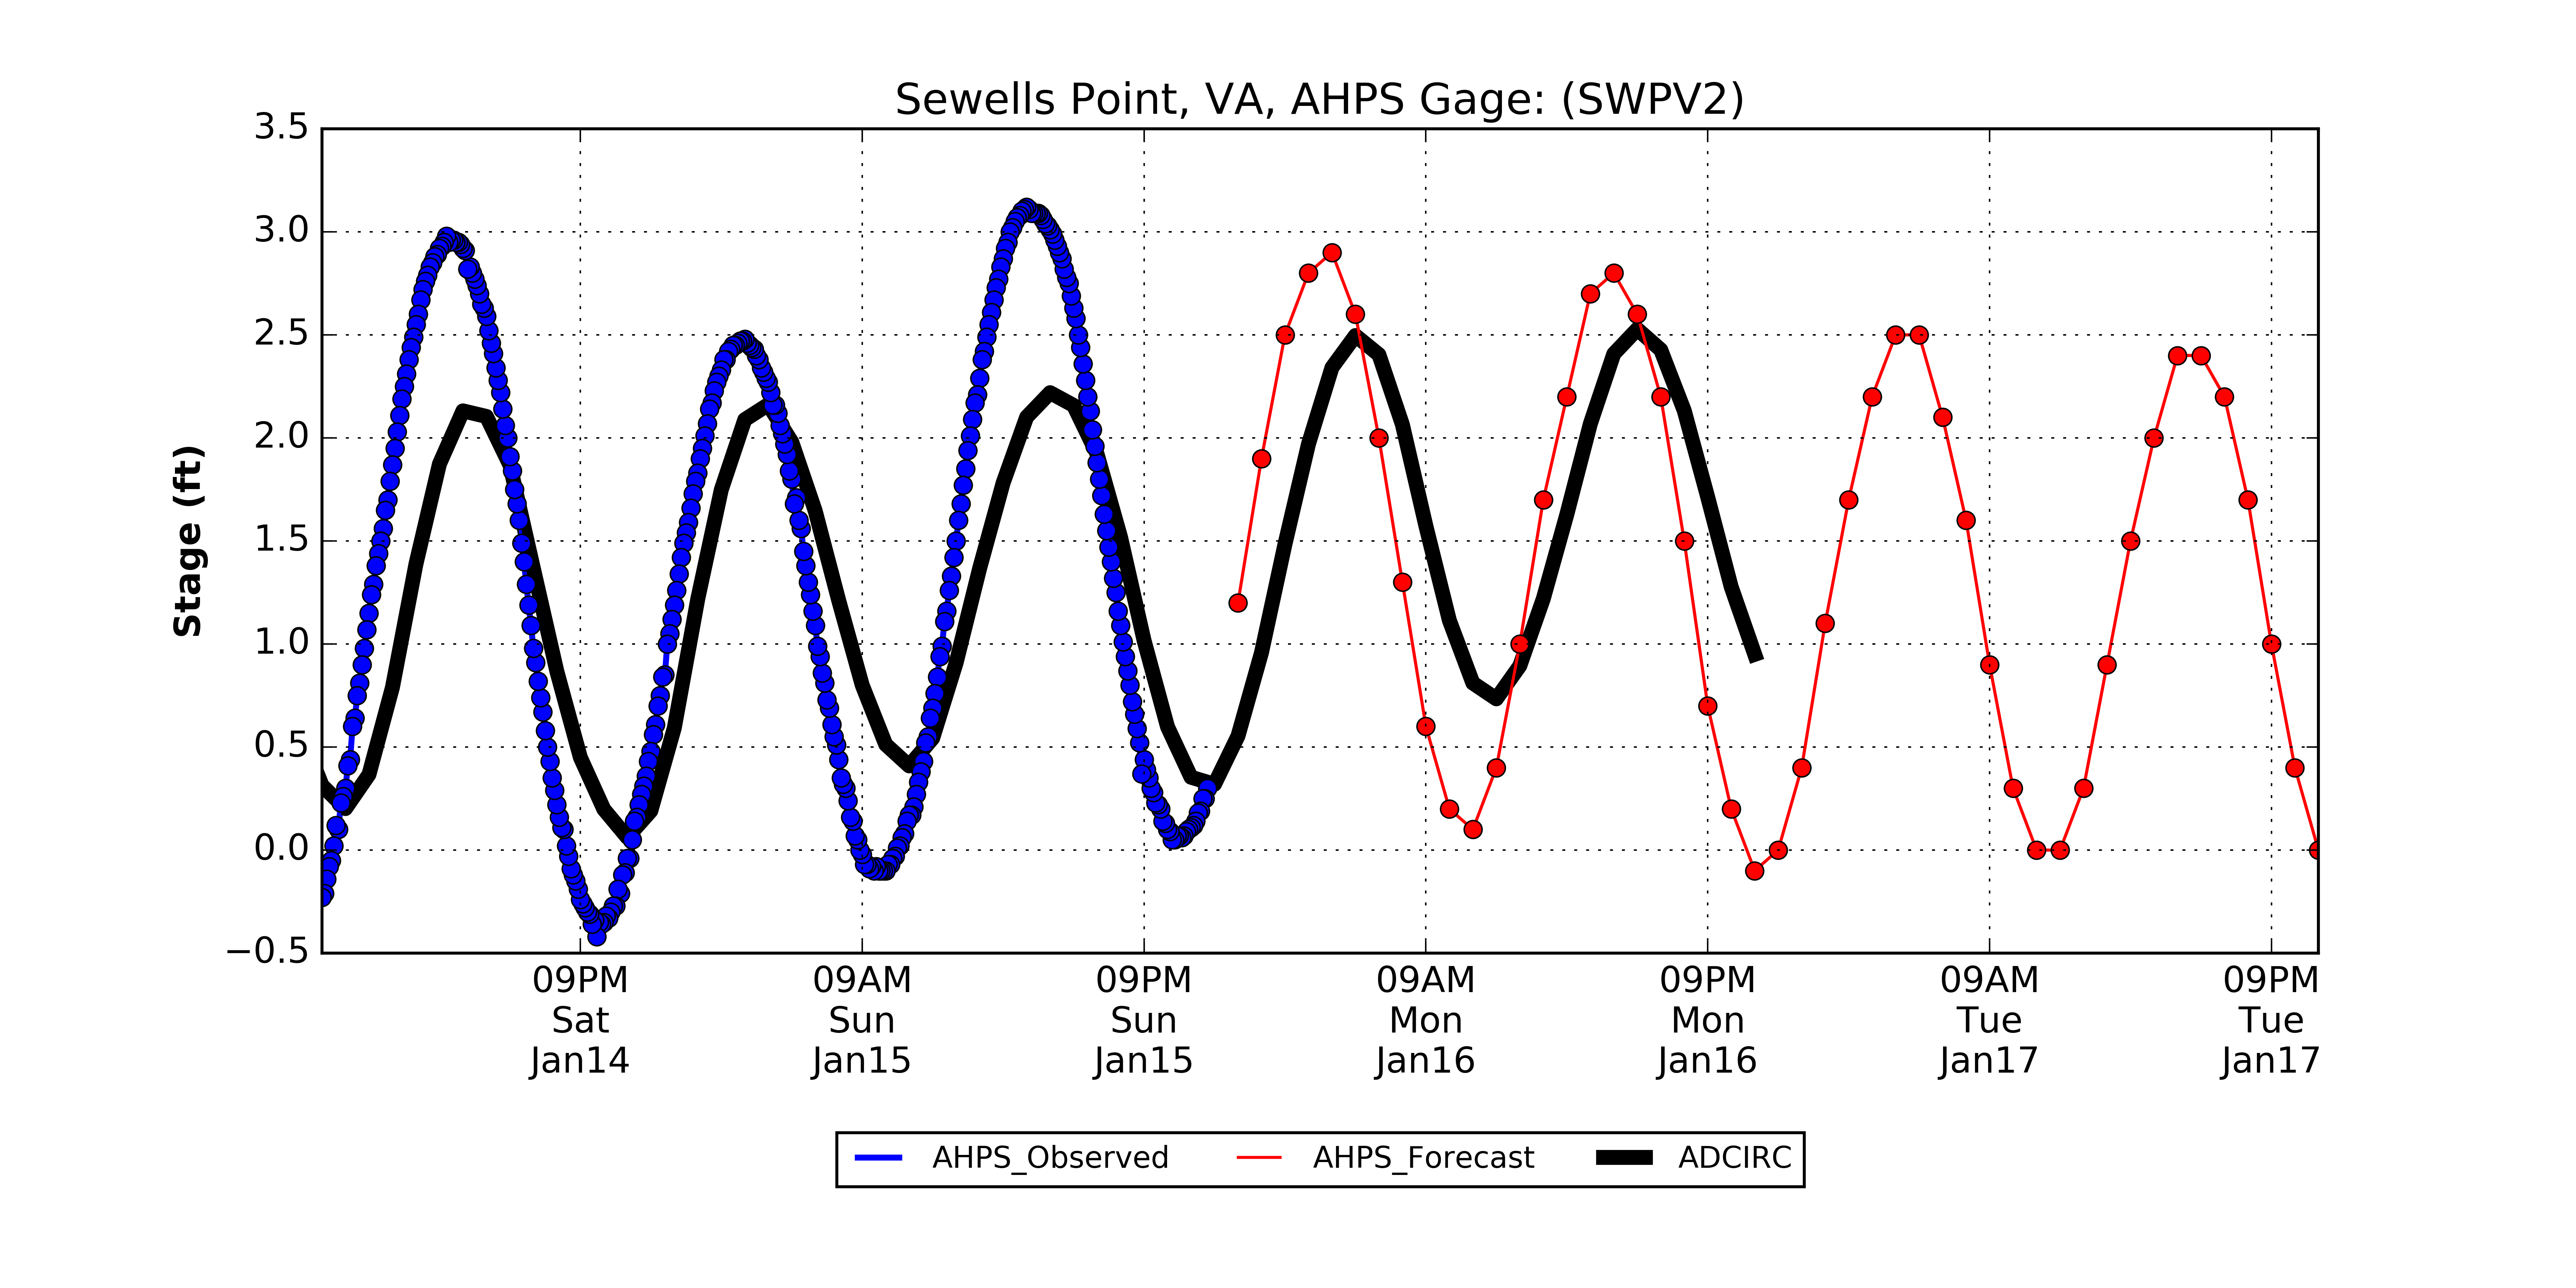 Sewells Point, VA, AHPS Gage: (SWPV2)
Stage (ft)
3.5
3.0
2.5
2.0
1.5
1.0
0.5
0.0
−0.5
09PM 09AM 09PM 09AM 09PM 09AM 09PM
Sat Sun Sun Mon Mon Tue Tue
Jan14 Jan15 Jan15 Jan16 Jan16 Jan17 Jan17
AHPS_Observed AHPS_Forecast ADCIRC